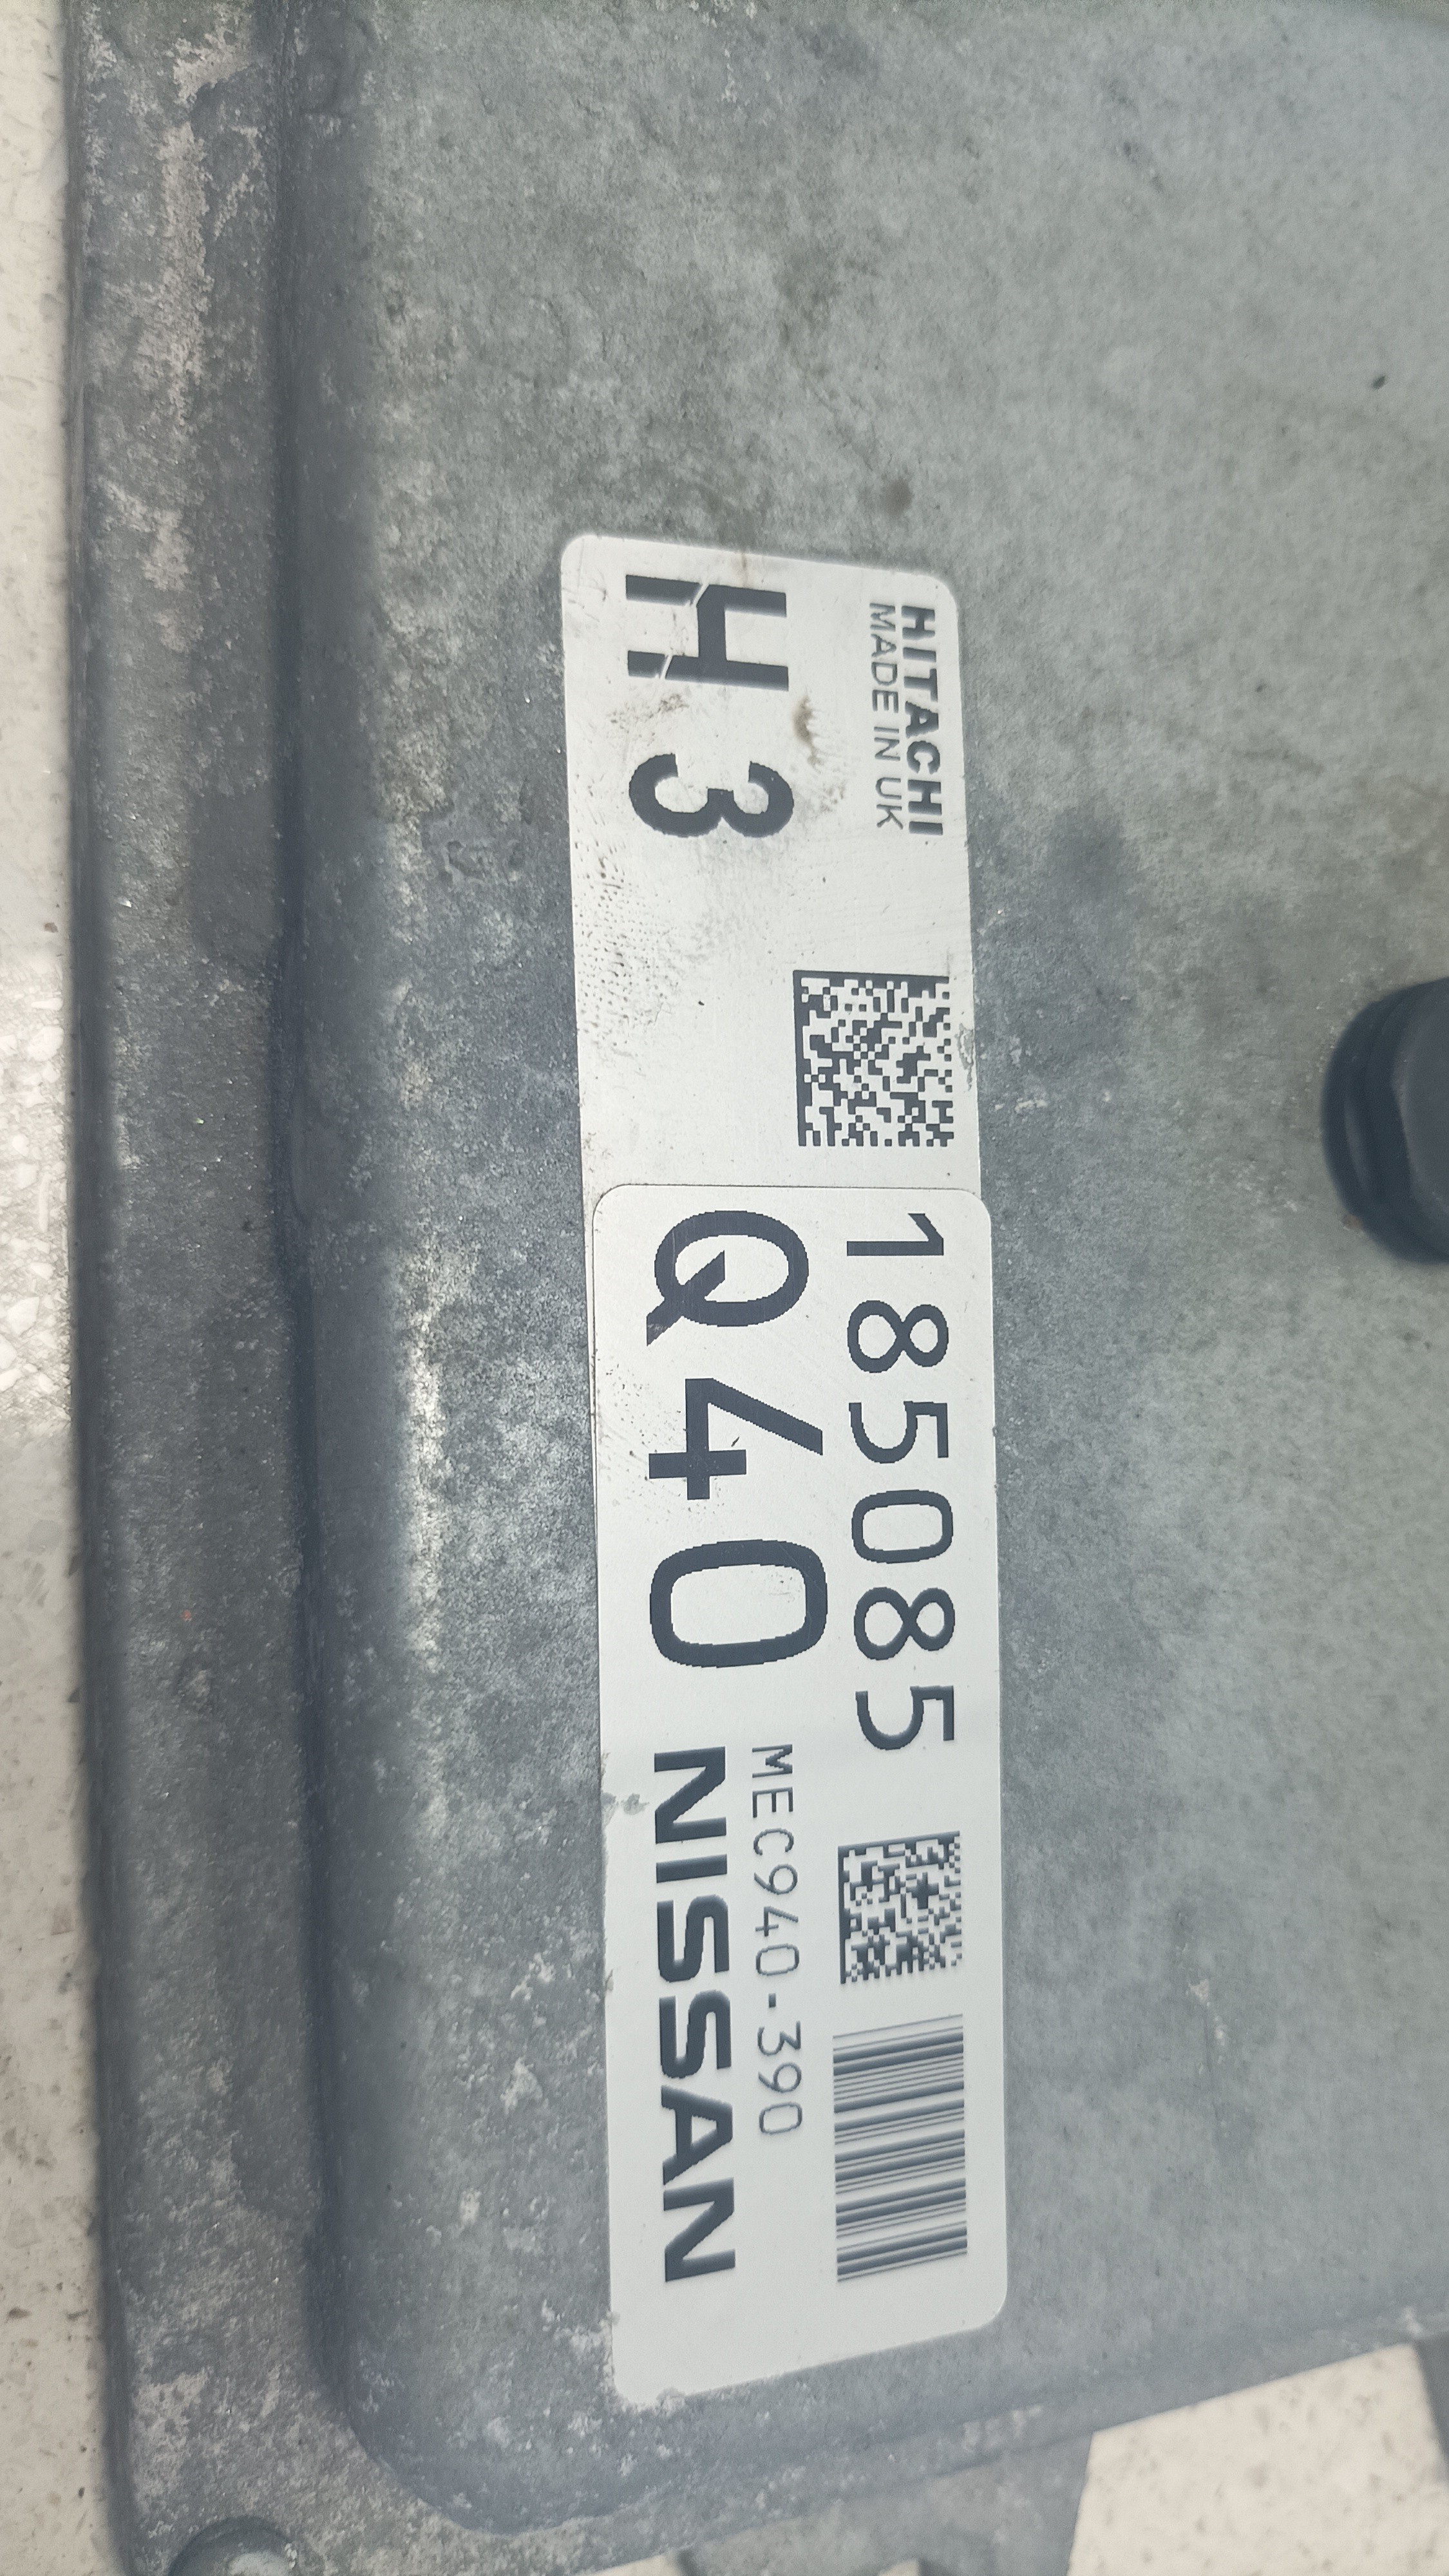 HITACHI
MADE IN UK
H3
185085
Q40
MEC940-390
NISSAN